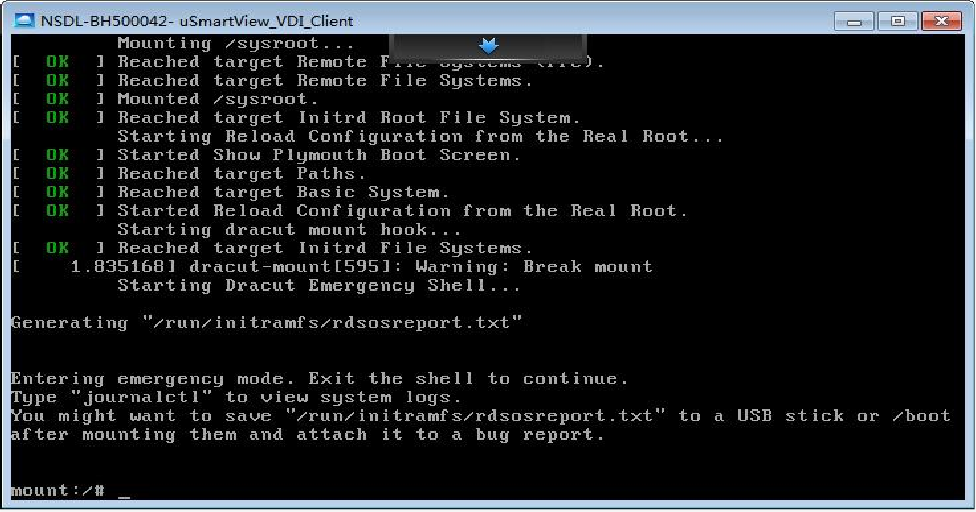 NSDL-BH500042- uSmartView_VDI_Client
Mounting /sysroot...
[  OK  ] Reached target Remote File Systems (Pre).
[  OK  ] Reached target Remote File Systems.
[  OK  ] Mounted /sysroot.
[  OK  ] Reached target Initrd Root File System.
Starting Reload Configuration from the Real Root...
[  OK  ] Started Show Plymouth Boot Screen.
[  OK  ] Reached target Paths.
[  OK  ] Reached target Basic System.
[  OK  ] Started Reload Configuration from the Real Root.
Starting dracut mount hook...
[  OK  ] Reached target Initrd File Systems.
[    1.835168] dracut-mount[595]: Warning: Break mount
Starting Dracut Emergency Shell...
Generating "/run/initramfs/rdsosreport.txt"
Entering emergency mode. Exit the shell to continue.
Type "journalctl" to view system logs.
You might want to save "/run/initramfs/rdsosreport.txt" to a USB stick or /boot
after mounting them and attach it to a bug report.
mount:/# _